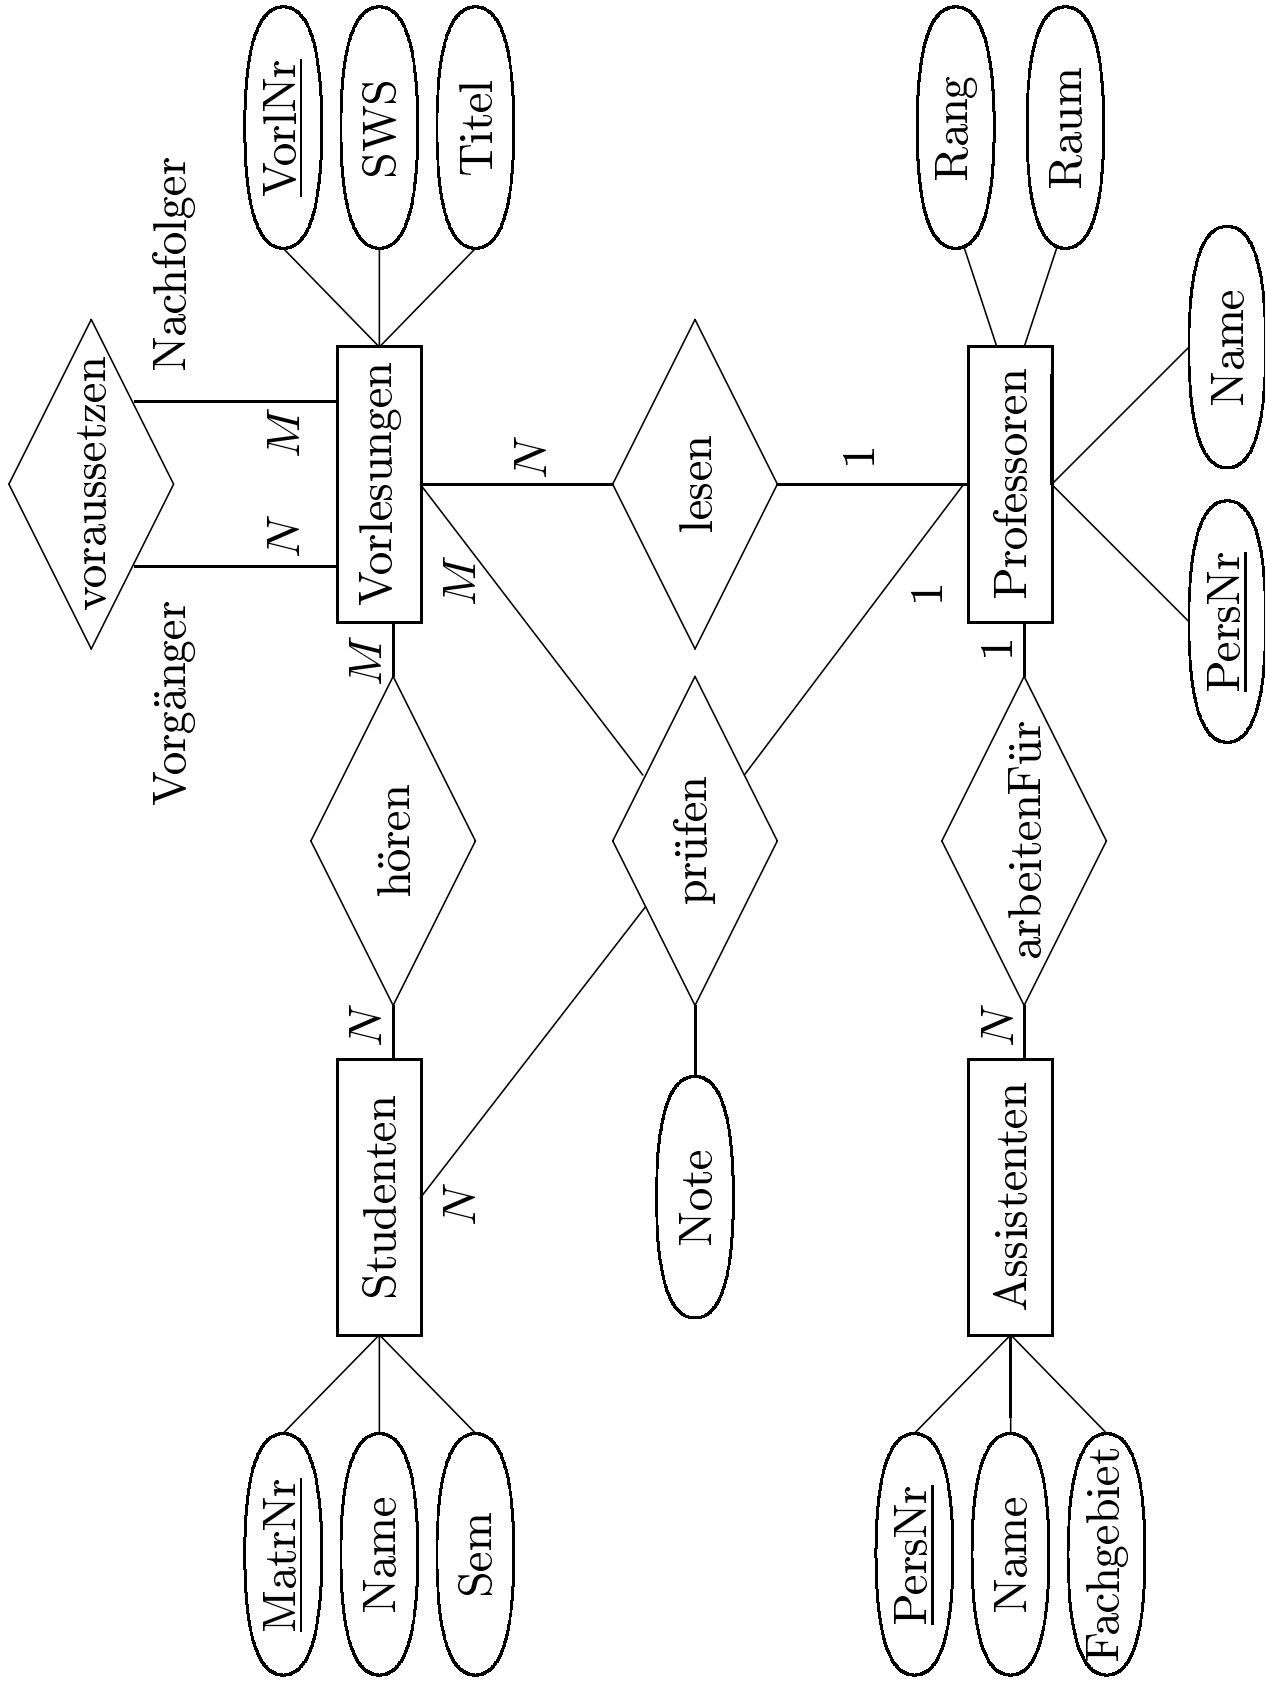 voraussetzen
Vorgänger
Nachfolger
N
M
MatrNr
Name
Sem
Studenten
N
hören
M
Vorlesungen
VorlNr
SWS
Titel
N
M
N
Note
prüfen
lesen
1
1
PersNr
Name
Fachgebiet
Assistenten
N
arbeitenFür
1
Professoren
Rang
Raum
PersNr
Name